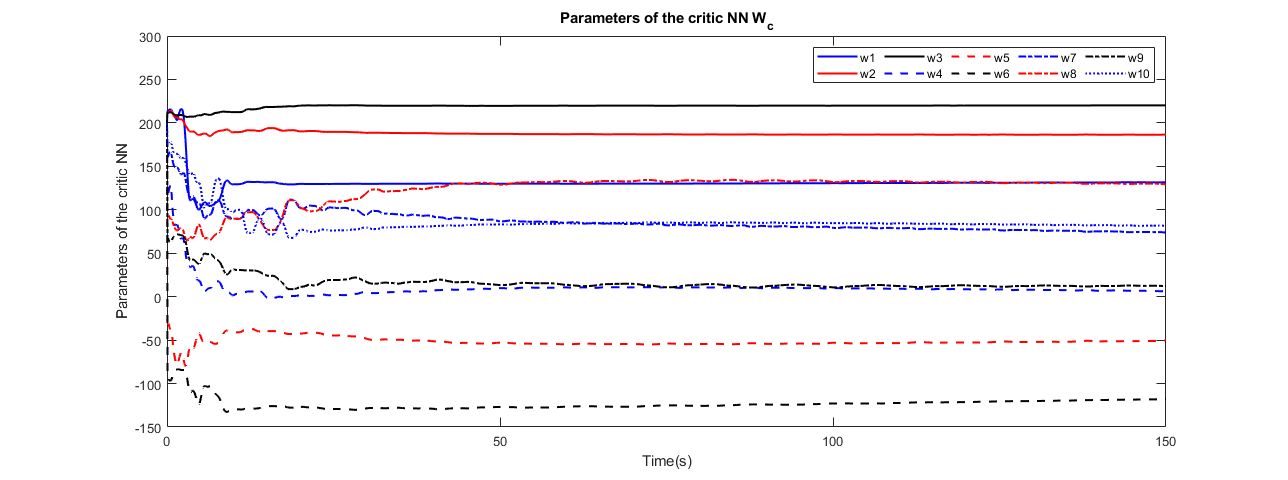 Parameters of the critic NN Wc
300
250
200
150
100
50
0
-50
-100
-150
Parameters of the critic NN
w1 w3 w5 w7 w9
w2 w4 w6 w8 w10
0 50 100 150
Time(s)